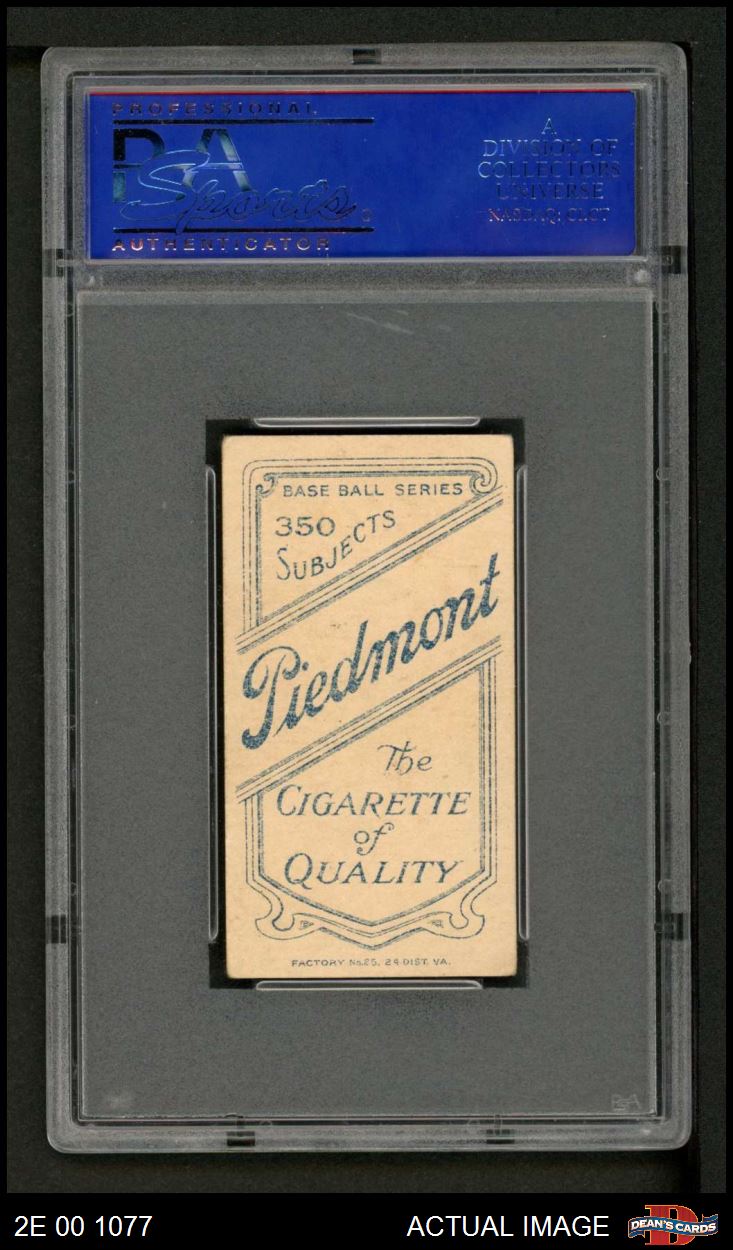 PROFESSIONAL
PSA
Sports
AUTHENTICATOR
A
DIVISION OF
COLLECTORS
UNIVERSE
NASDAQ: CLCT
BASE BALL SERIES
350
SUBJECTS
Piedmont
The
CIGARETTE
of
QUALITY
FACTORY No.25, 2D DIST. VA.
PSA
2E 00 1077
ACTUAL IMAGE
DEAN'S CARDS